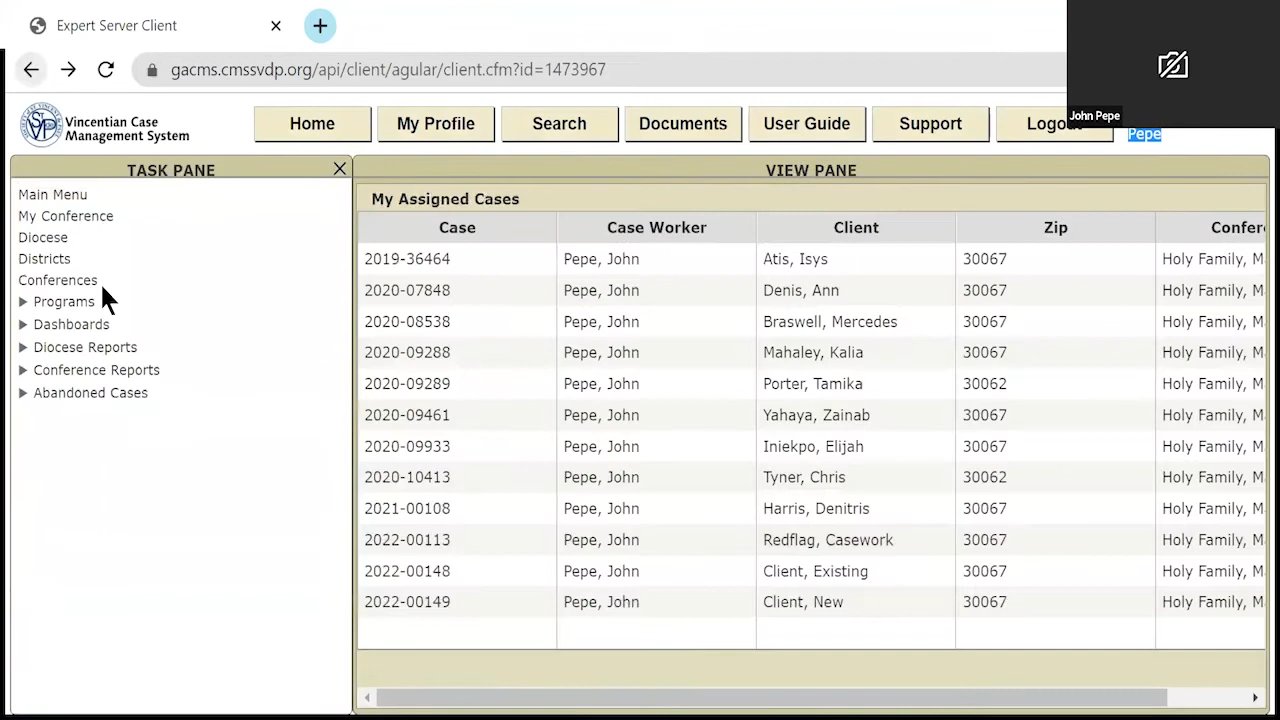 Expert Server Client
gacms.cmssvdp.org/api/client/agular/client.cfm?id=1473967
John Pepe
SVDP
Vincentian Case
Management System
Home
My Profile
Search
Documents
User Guide
Support
Logou
Pepe
TASK PANE
Main Menu
My Conference
Diocese
Districts
Conferences
Programs
Dashboards
Diocese Reports
Conference Reports
Abandoned Cases
VIEW PANE
My Assigned Cases
Case Case Worker Client Zip Confer
2019-36464 Pepe, John Atis, Isys 30067 Holy Family, M
2020-07848 Pepe, John Denis, Ann 30067 Holy Family, M
2020-08538 Pepe, John Braswell, Mercedes 30067 Holy Family, M
2020-09288 Pepe, John Mahaley, Kalia 30067 Holy Family, M
2020-09289 Pepe, John Porter, Tamika 30062 Holy Family, M
2020-09461 Pepe, John Yahaya, Zainab 30067 Holy Family, M
2020-09933 Pepe, John Iniekpo, Elijah 30067 Holy Family, M
2020-10413 Pepe, John Tyner, Chris 30062 Holy Family, M
2021-00108 Pepe, John Harris, Denitris 30067 Holy Family, M
2022-00113 Pepe, John Redflag, Casework 30067 Holy Family, M
2022-00148 Pepe, John Client, Existing 30067 Holy Family, M
2022-00149 Pepe, John Client, New 30067 Holy Family, M